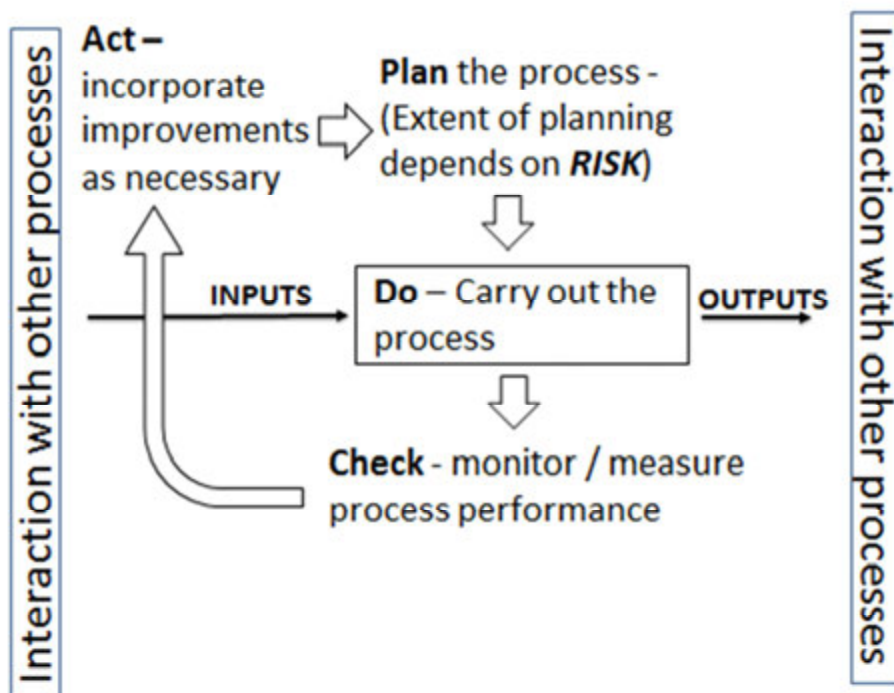 Interaction with other processes
Act –
incorporate
improvements
as necessary
Plan the process -
(Extent of planning
depends on RISK)
INPUTS
Do – Carry out the
process
OUTPUTS
Check - monitor / measure
process performance
Interaction with other processes